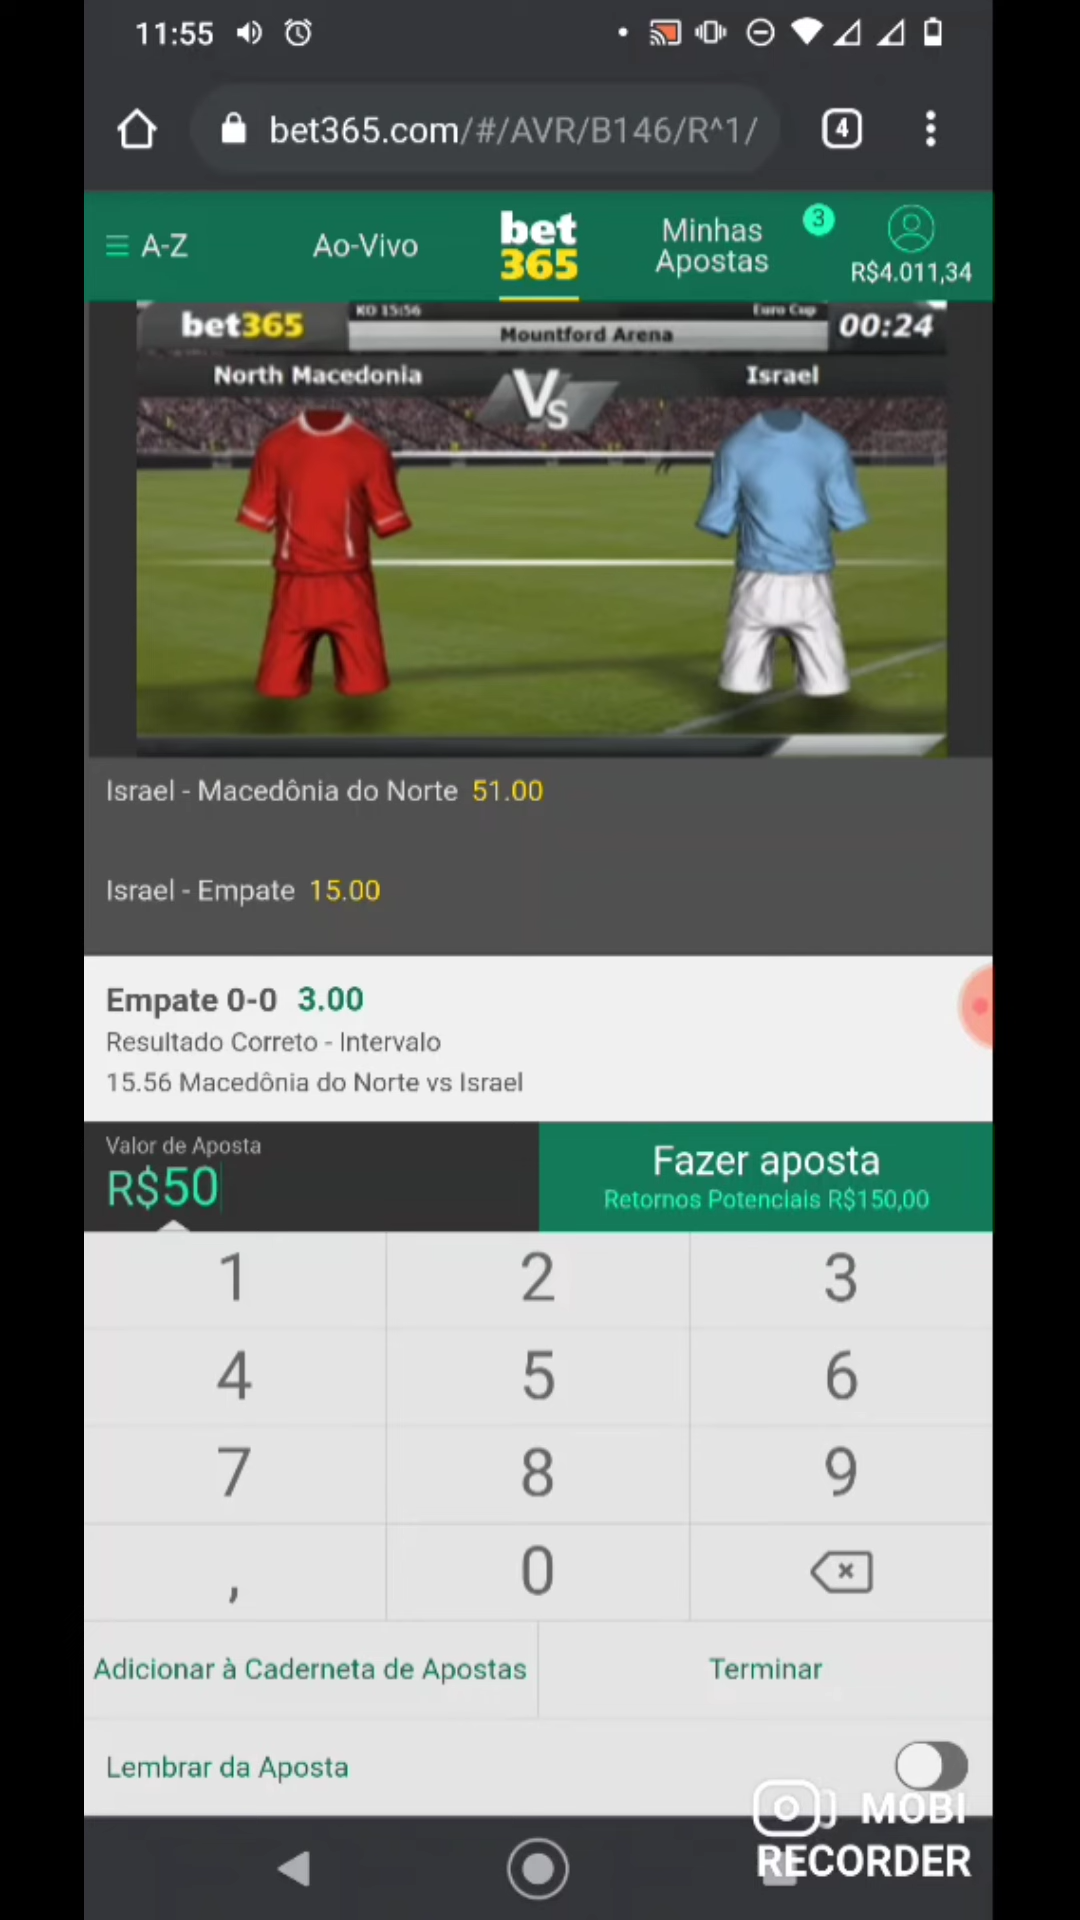 11:55
bet365.com/#/AVR/B146/R^1/
4
A-Z
Ao-Vivo
bet
365
Minhas
Apostas
3
R$4.011,34
bet365
KO 15:56
Euro Cup
Mountford Arena
00:24
North Macedonia
Vs
Israel
Israel - Macedônia do Norte 51.00
Israel - Empate 15.00
Empate 0-0 3.00
Resultado Correto - Intervalo
15.56 Macedônia do Norte vs Israel
Valor de Aposta
R$50
Fazer aposta
Retornos Potenciais R$150,00
1 2 3
4 5 6
7 8 9
, 0
Adicionar à Caderneta de Apostas
Terminar
Lembrar da Aposta
MOBI
RECORDER